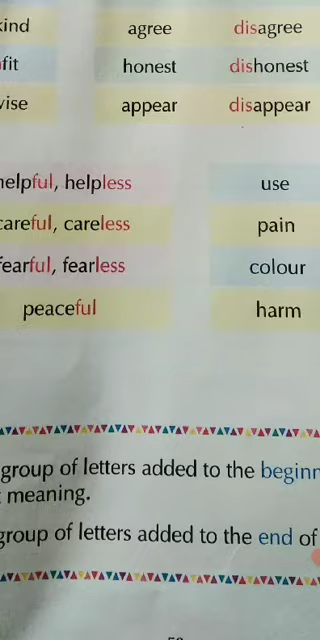 kind agree disagree
fit honest dishonest
wise appear disappear
helpful, helpless use
careful, careless pain
fearful, fearless colour
peaceful harm
group of letters added to the beginn
meaning.
group of letters added to the end of